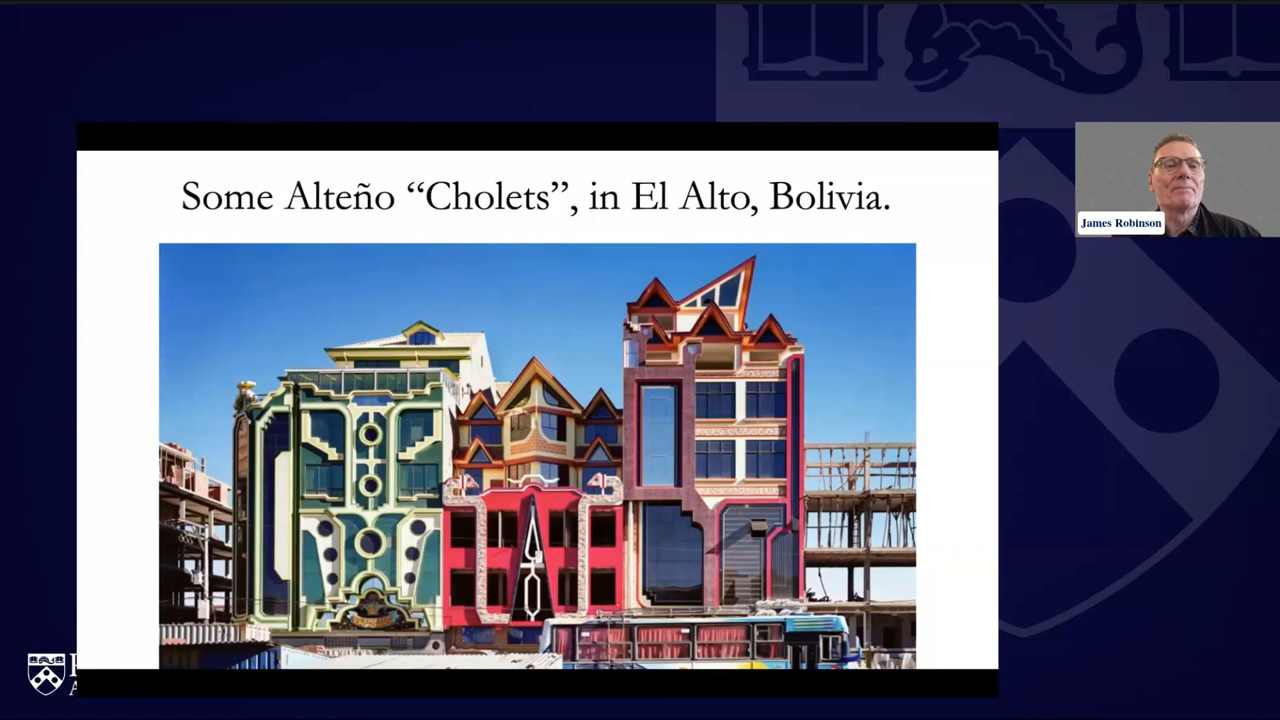 Some Alteño “Cholets”, in El Alto, Bolivia.
James Robinson